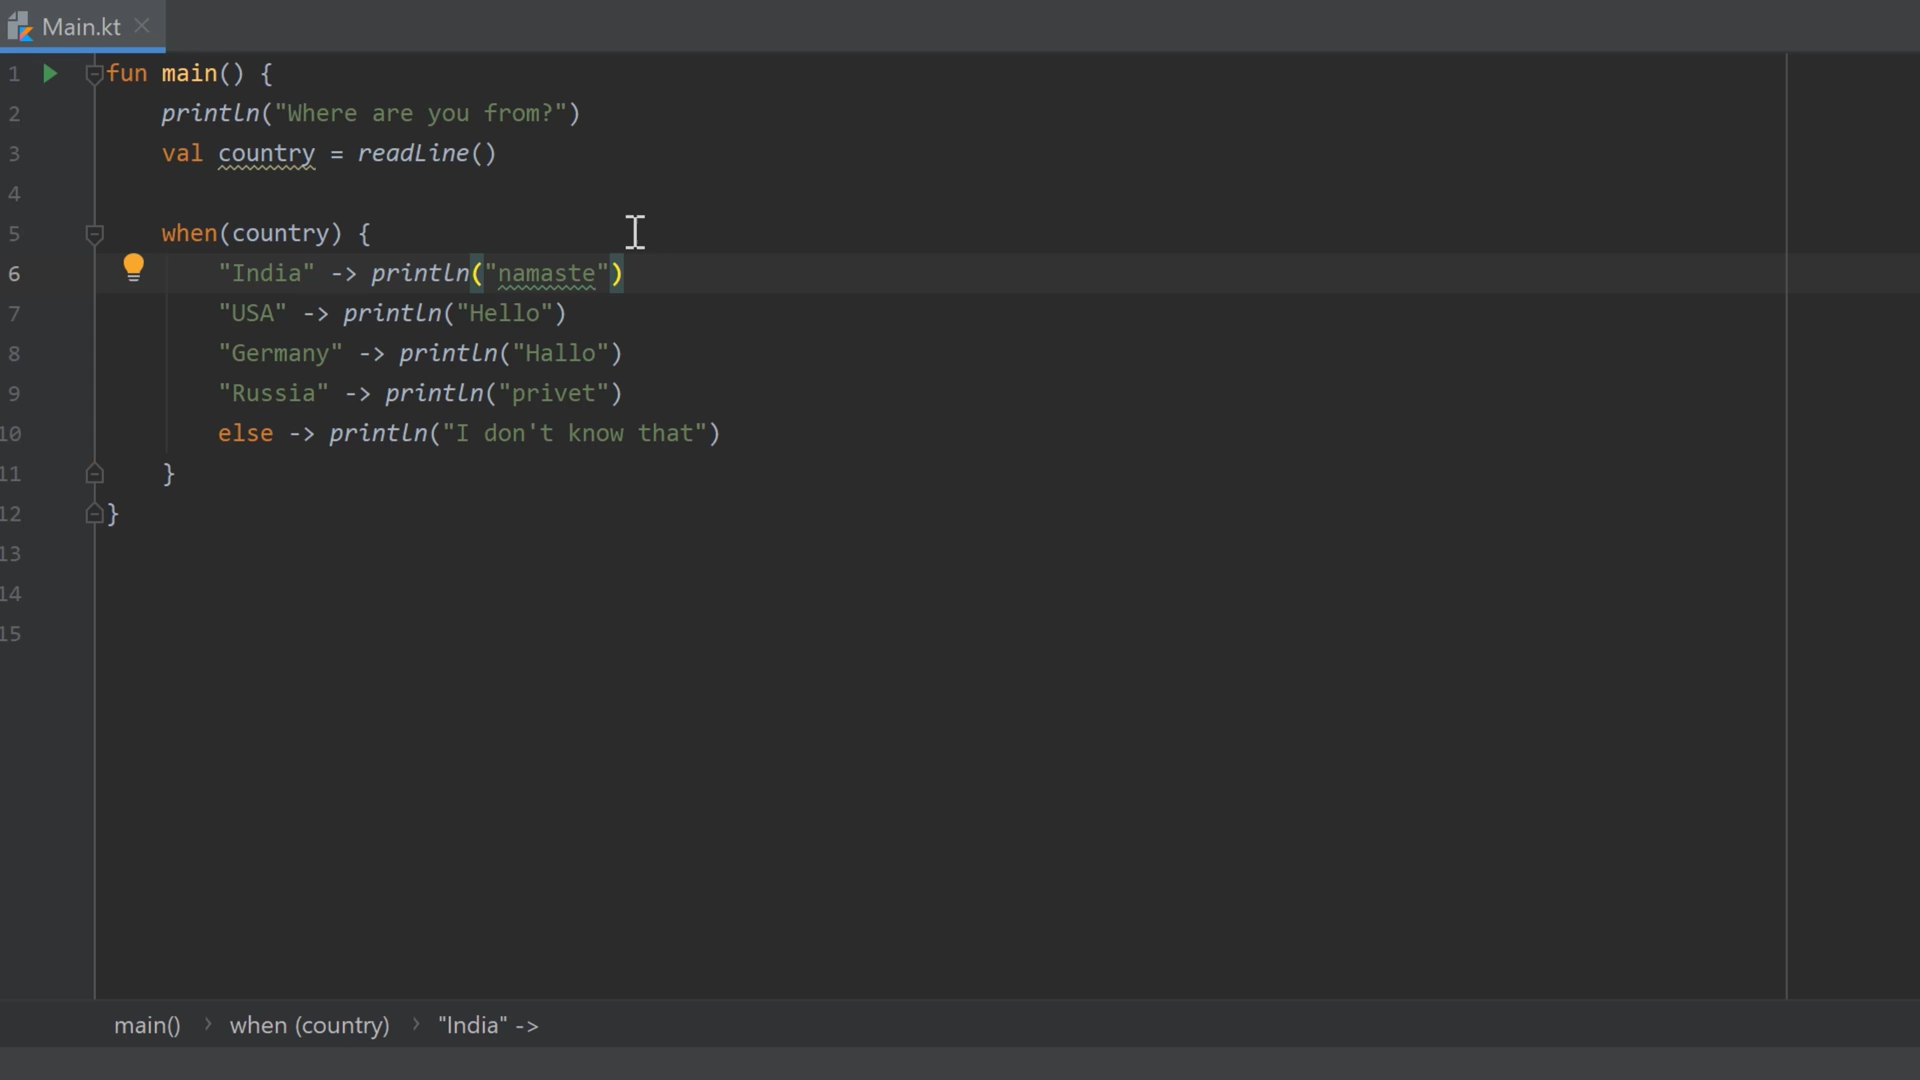 Main.kt
1 fun main() {
2 println("Where are you from?")
3 val country = readLine()
4
5 when(country) {
6 "India" -> println("namaste")
7 "USA" -> println("Hello")
8 "Germany" -> println("Hallo")
9 "Russia" -> println("privet")
10 else -> println("I don't know that")
11 }
12 }
13
14
15
main() › when (country) › "India" ->